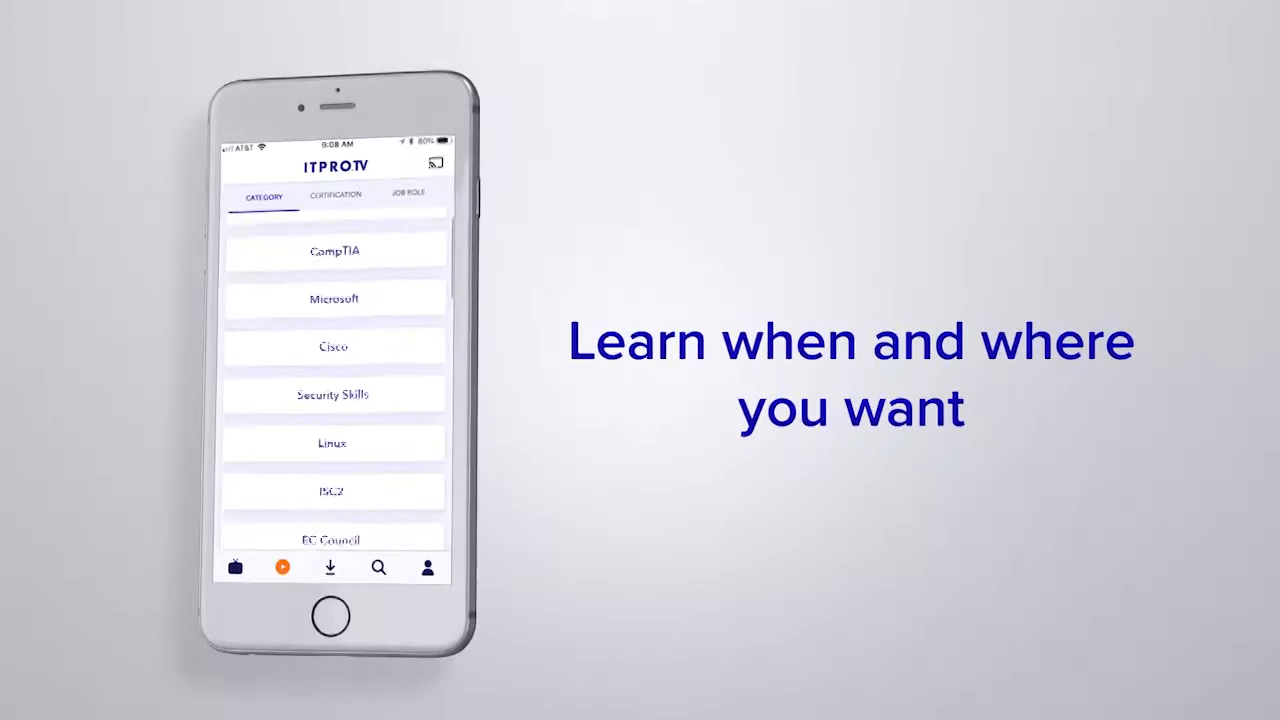 AT&T 9:08 AM 80%
ITPRO.TV
CATEGORY CERTIFICATION JOB ROLE
CompTIA
Microsoft
Cisco
Security Skills
Linux
ISC2
EC Council
Learn when and where
you want